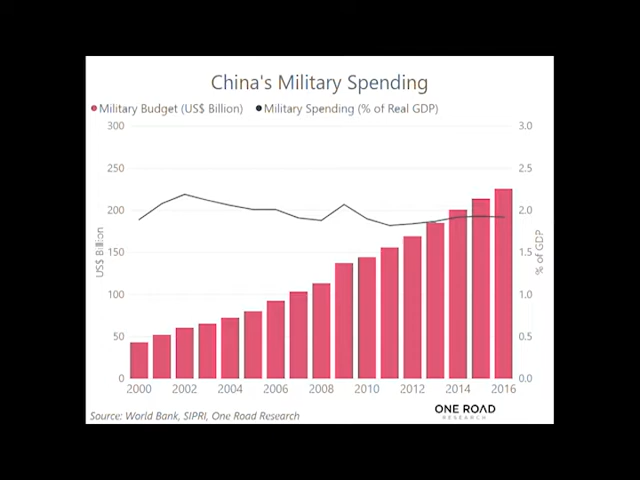 China's Military Spending
Military Budget (US$ Billion) Military Spending (% of Real GDP)
300 3.0
250 2.5
200 2.0
150 1.5
100 1.0
50 0.5
0 0.0
US$ Billion
% of GDP
2000 2002 2004 2006 2008 2010 2012 2014 2016
Source: World Bank, SIPRI, One Road Research
ONE ROAD
RESEARCH